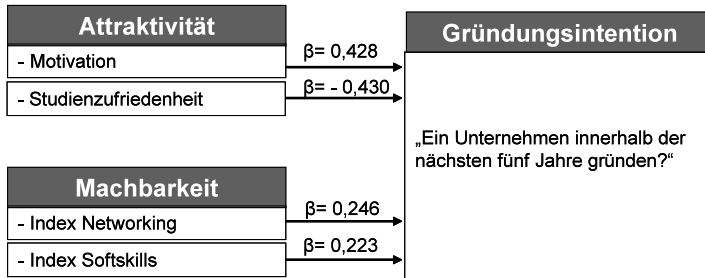 Attraktivität
- Motivation
- Studienzufriedenheit
β= 0,428
β= - 0,430
Gründungsintention
„Ein Unternehmen innerhalb der
nächsten fünf Jahre gründen?“
Machbarkeit
- Index Networking
- Index Softskills
β= 0,246
β= 0,223